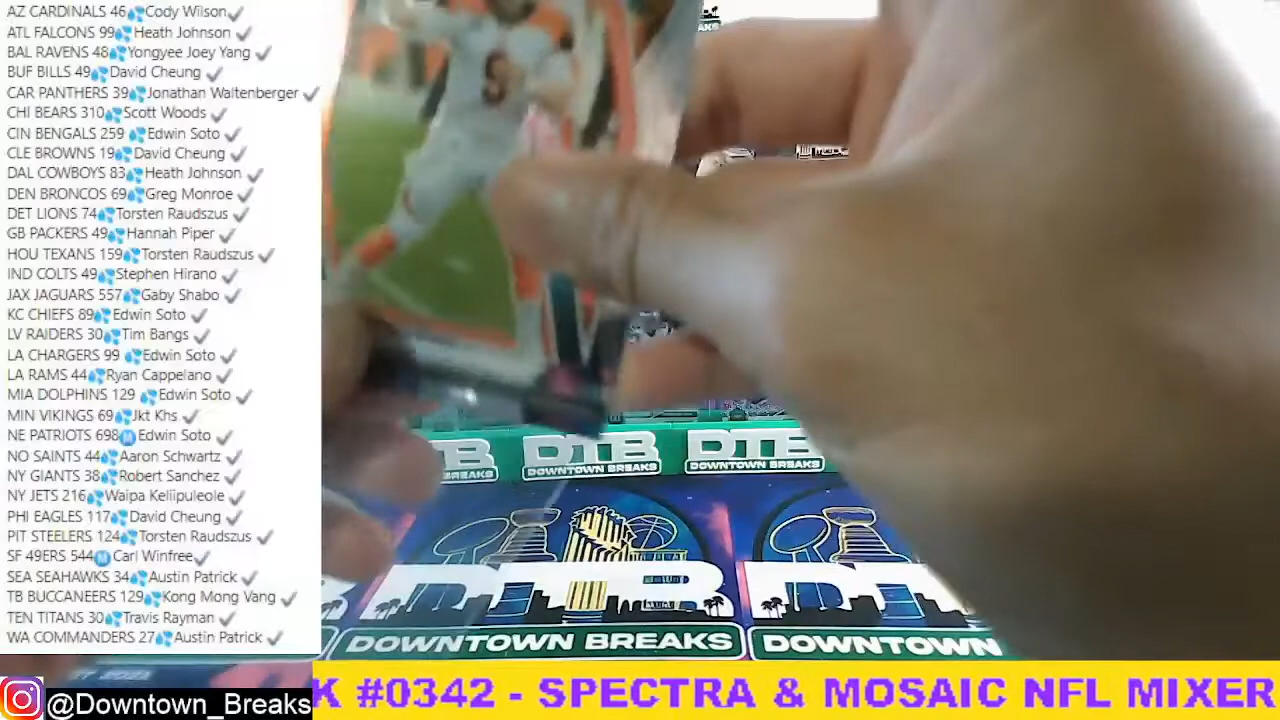 AZ CARDINALS 46💦Cody Wilson✔
ATL FALCONS 99💦Heath Johnson✔
BAL RAVENS 48💦Yongyee Joey Yang ✔
BUF BILLS 49💦David Cheung ✔
CAR PANTHERS 39💦Jonathan Waltenberger ✔
CHI BEARS 310💦Scott Woods✔
CIN BENGALS 259💦 Edwin Soto ✔
CLE BROWNS 19💦David Cheung ✔
DAL COWBOYS 83💦Heath Johnson✔
DEN BRONCOS 69💦Greg Monroe ✔
DET LIONS 74💦Torsten Raudszus ✔
GB PACKERS 49💦Hannah Piper ✔
HOU TEXANS 159💦Torsten Raudszus ✔
IND COLTS 49💦Stephen Hirano ✔
JAX JAGUARS 557💦Gaby Shabo ✔
KC CHIEFS 89💦Edwin Soto ✔
LV RAIDERS 30💦Tim Bangs ✔
LA CHARGERS 99 💦Edwin Soto ✔
LA RAMS 44💦Ryan Cappelano ✔
MIA DOLPHINS 129 💦Edwin Soto ✔
MIN VIKINGS 69💦Jkt Khs ✔
NE PATRIOTS 698Ⓜ️ Edwin Soto ✔
NO SAINTS 44💦Aaron Schwartz ✔
NY GIANTS 38💦Robert Sanchez ✔
NY JETS 216💦Waipa Keliipuleole ✔
PHI EAGLES 117💦David Cheung ✔
PIT STEELERS 124💦Torsten Raudszus ✔
SF 49ERS 544Ⓜ️ Carl Winfree✔
SEA SEAHAWKS 34💦Austin Patrick ✔
TB BUCCANEERS 129💦Kong Mong Vang ✔
TEN TITANS 30💦Travis Rayman ✔
WA COMMANDERS 27💦Austin Patrick ✔
9
BREAKS
DTB
DOWNTOWN BREAKS
DTB
DOWNTOWN BREAKS
DTB
DOWNTOWN BREAKS
DOWNTOWN
@Downtown_Breaks
K #0342 - SPECTRA & MOSAIC NFL MIXER